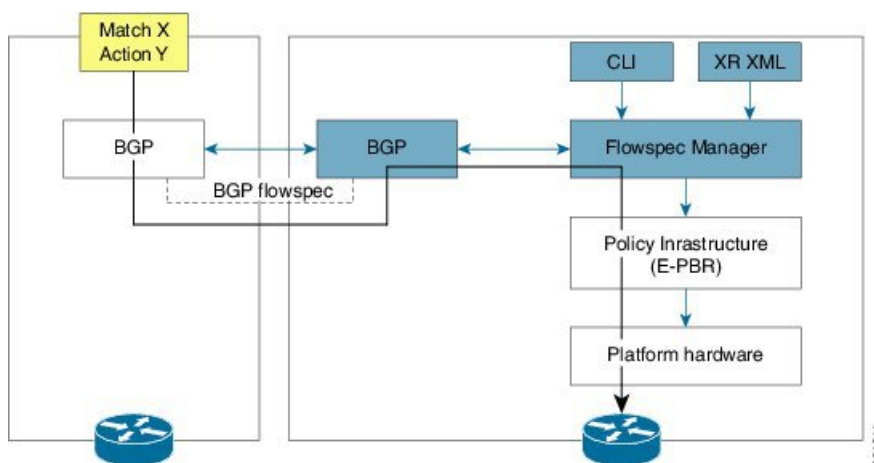 Match X
Action Y
CLI
XR XML
BGP
BGP
Flowspec Manager
BGP flowspec
Policy Inrastructure
(E-PBR)
Platform hardware